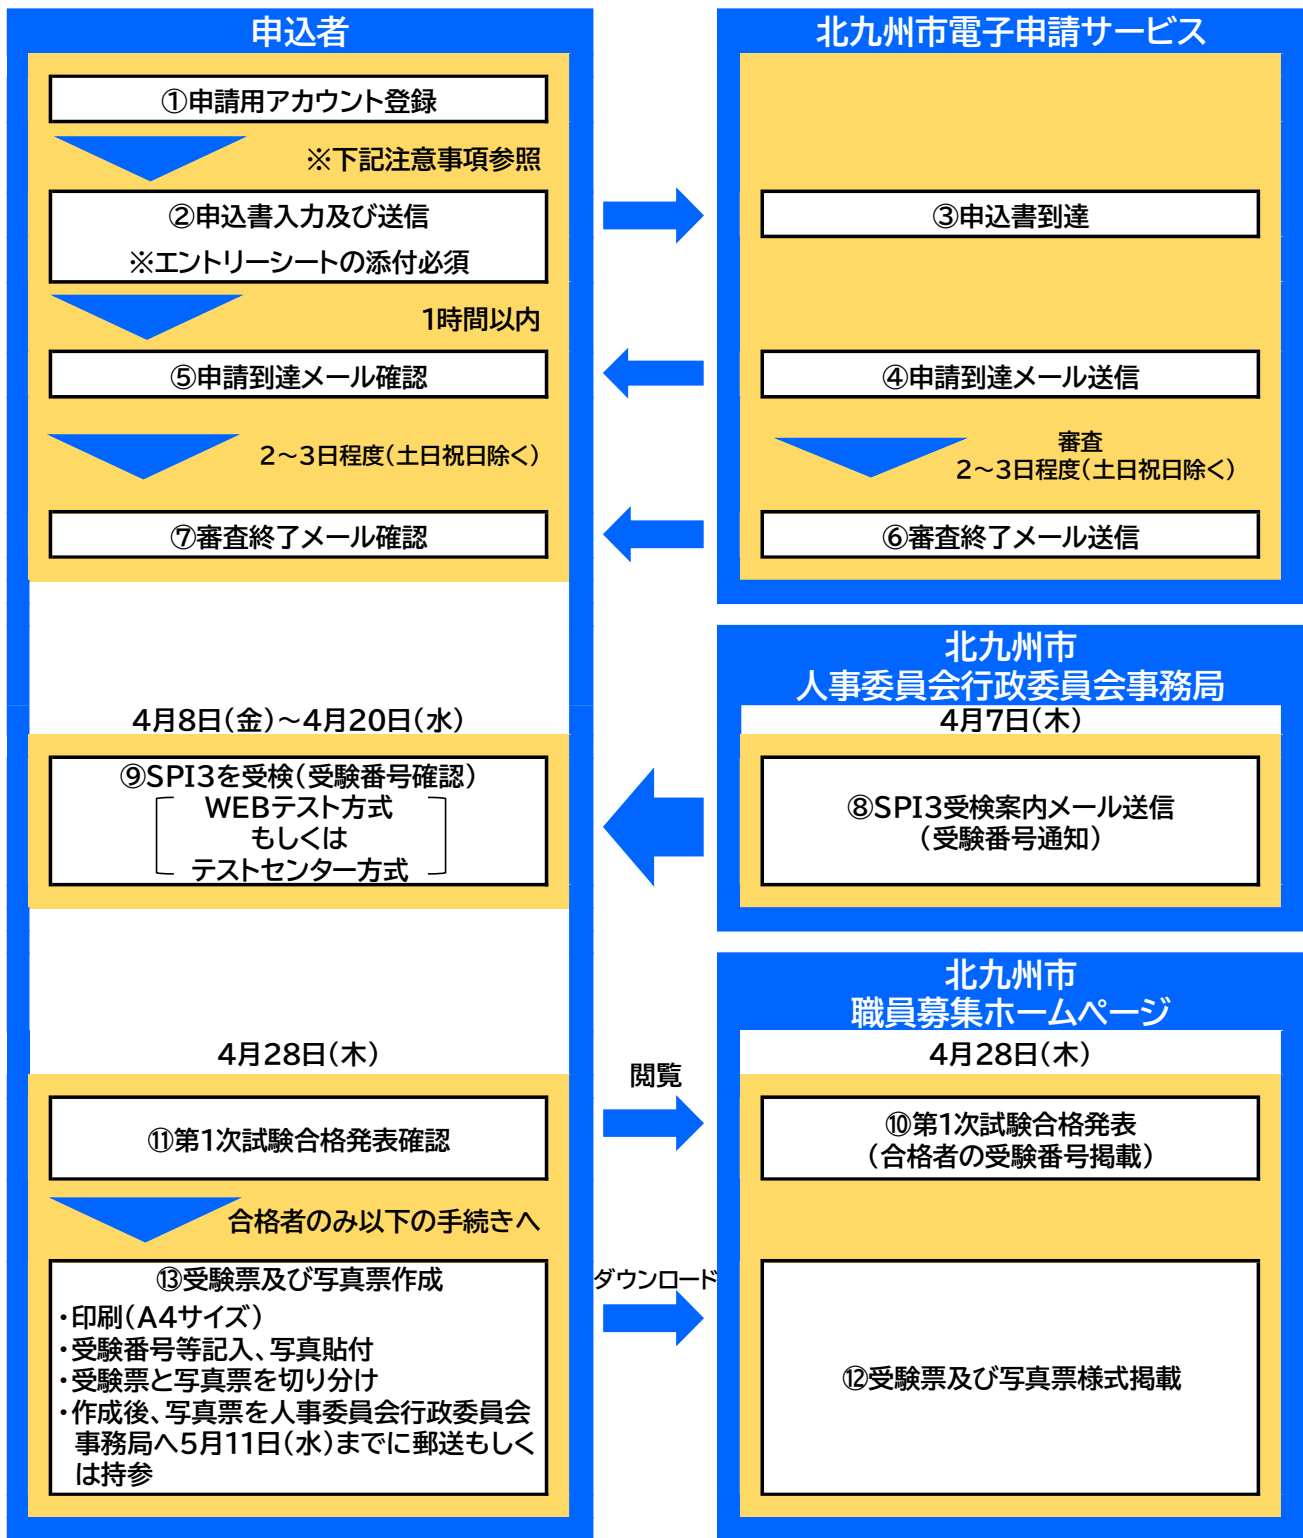 申込者
北九州市電子申請サービス
①申請用アカウント登録
※下記注意事項参照
②申込書入力及び送信
※エントリーシートの添付必須
③申込書到達
1時間以内
⑤申請到達メール確認
④申請到達メール送信
2～3日程度(土日祝日除く)
審査
2～3日程度(土日祝日除く)
⑦審査終了メール確認
⑥審査終了メール送信
北九州市
人事委員会行政委員会事務局
4月8日(金)～4月20日(水)
4月7日(木)
⑨SPI3を受検(受験番号確認)
WEBテスト方式
もしくは
テストセンター方式
⑧SPI3受検案内メール送信
(受験番号通知)
北九州市
職員募集ホームページ
4月28日(木)
4月28日(木)
閲覧
⑪第1次試験合格発表確認
⑩第1次試験合格発表
(合格者の受験番号掲載)
合格者のみ以下の手続きへ
⑬受験票及び写真票作成
・印刷(A4サイズ)
・受験番号等記入、写真貼付
・受験票と写真票を切り分け
・作成後、写真票を人事委員会行政委員会
事務局へ5月11日(水)までに郵送もしく
は持参
ダウンロード
⑫受験票及び写真票様式掲載